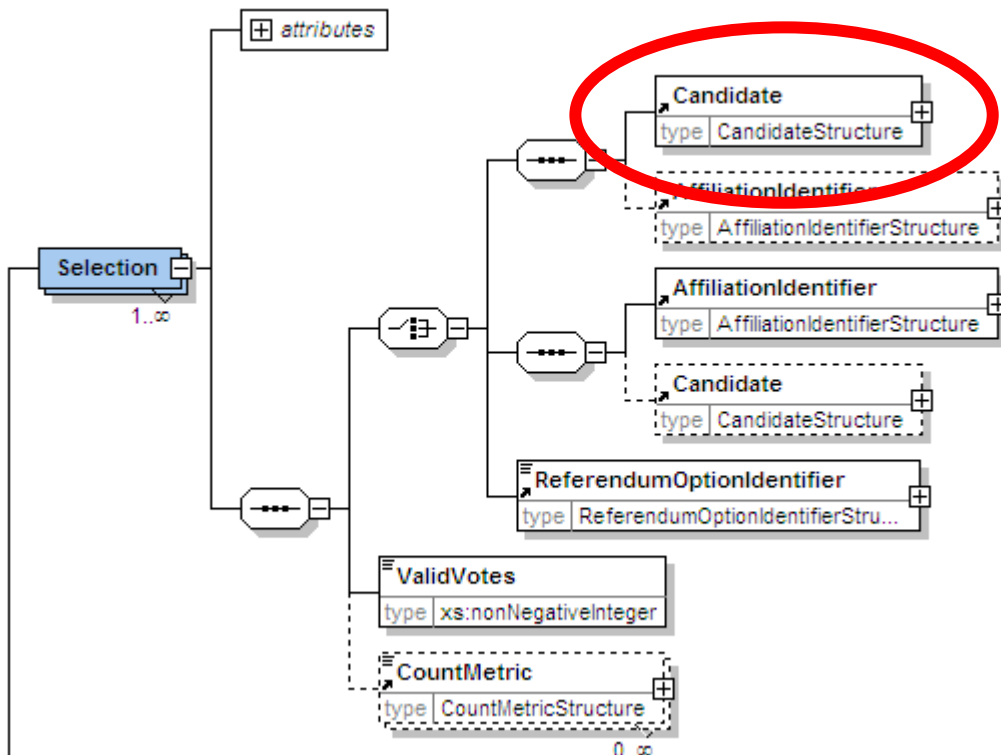 attributes
Candidate
type CandidateStructure
AffiliationIdentifier
type AffiliationIdentifierStructure
Selection
1..∞
AffiliationIdentifier
type AffiliationIdentifierStructure
Candidate
type CandidateStructure
ReferendumOptionIdentifier
type ReferendumOptionIdentifierStru...
ValidVotes
type xs:nonNegativeInteger
CountMetric
type CountMetricStructure
0..∞